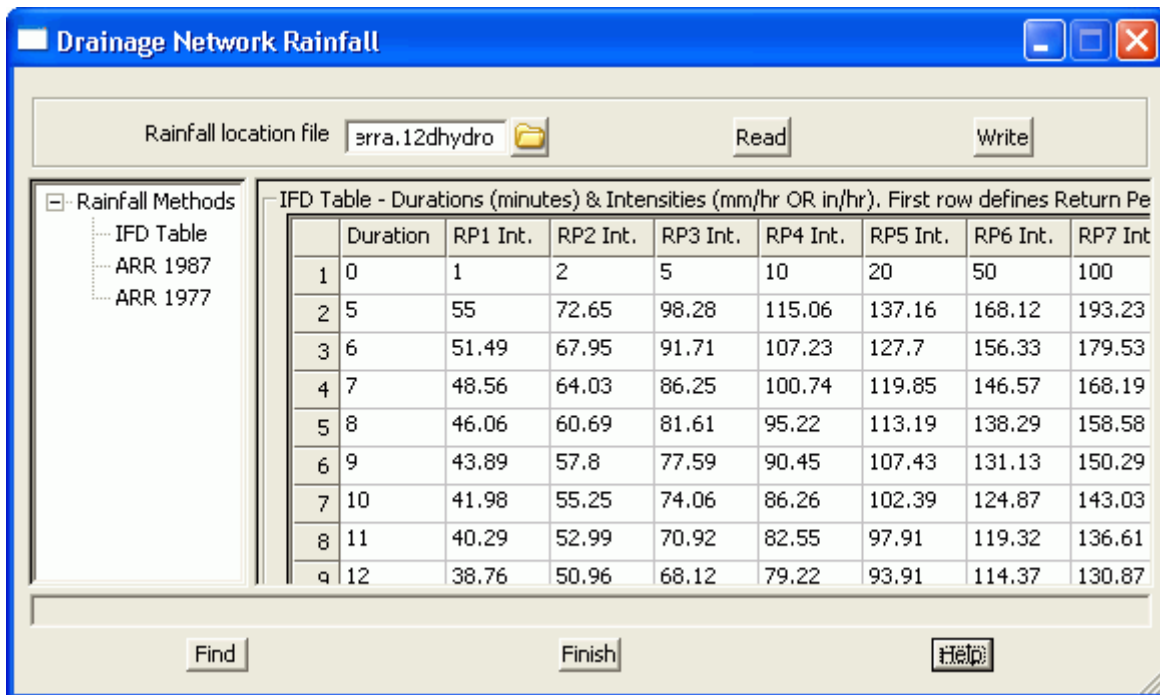 Drainage Network Rainfall
Rainfall location file erra.12dhydro Read Write
Rainfall Methods
IFD Table
ARR 1987
ARR 1977
IFD Table - Durations (minutes) & Intensities (mm/hr OR in/hr). First row defines Return Pe
Duration RP1 Int. RP2 Int. RP3 Int. RP4 Int. RP5 Int. RP6 Int. RP7 Int
1 0 1 2 5 10 20 50 100
2 5 55 72.65 98.28 115.06 137.16 168.12 193.23
3 6 51.49 67.95 91.71 107.23 127.7 156.33 179.53
4 7 48.56 64.03 86.25 100.74 119.85 146.57 168.19
5 8 46.06 60.69 81.61 95.22 113.19 138.29 158.58
6 9 43.89 57.8 77.59 90.45 107.43 131.13 150.29
7 10 41.98 55.25 74.06 86.26 102.39 124.87 143.03
8 11 40.29 52.99 70.92 82.55 97.91 119.32 136.61
9 12 38.76 50.96 68.12 79.22 93.91 114.37 130.87
Find Finish Help